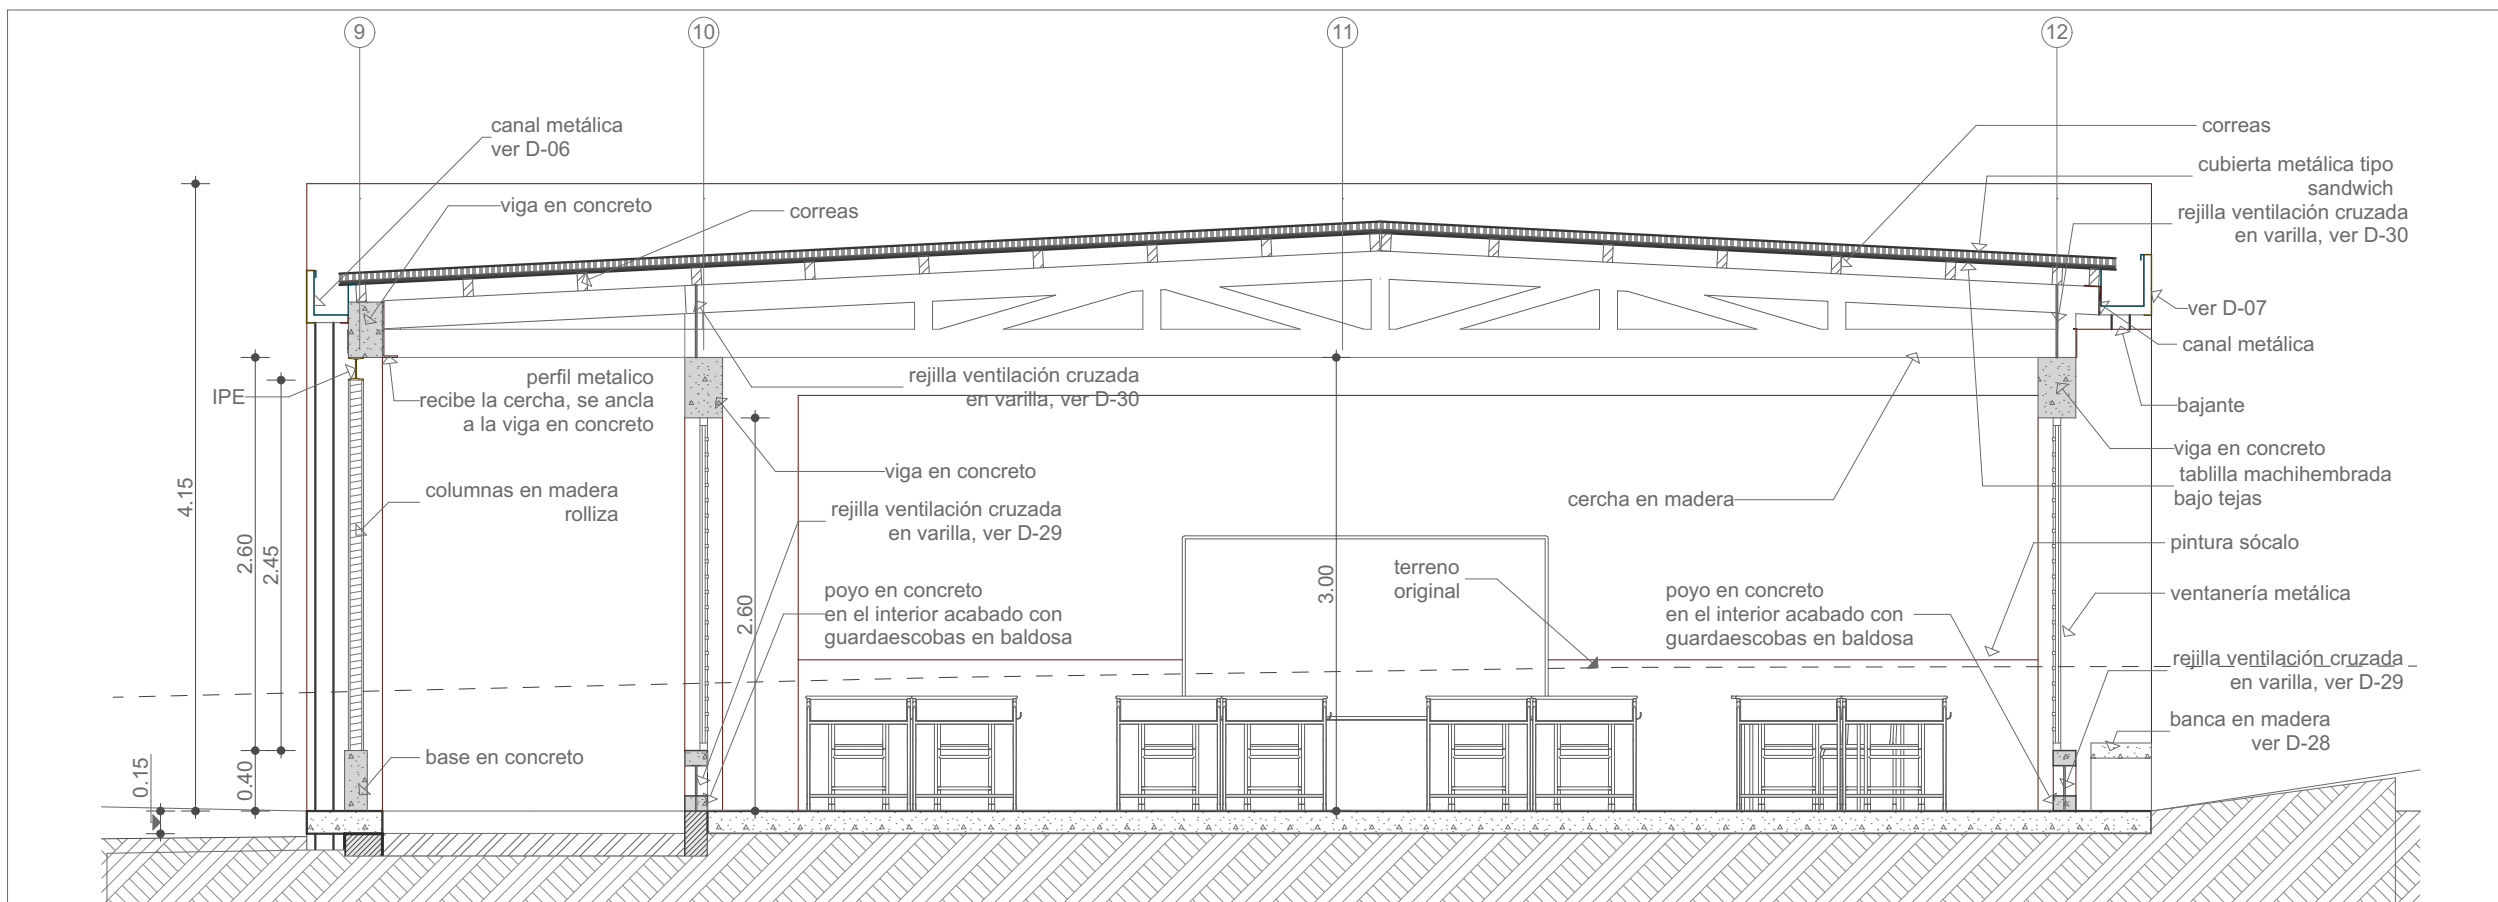 9
10
11
12
canal metálica
ver D-06
viga en concreto
correas
correas
cubierta metálica tipo
sandwich
rejilla ventilación cruzada
en varilla, ver D-30
ver D-07
canal metálica
bajante
viga en concreto
tablilla machihembrada
bajo tejas
pintura sócalo
ventanería metálica
rejilla ventilación cruzada
en varilla, ver D-29
banca en madera
ver D-28
IPE
perfil metalico
recibe la cercha, se ancla
a la viga en concreto
rejilla ventilación cruzada
en varilla, ver D-30
viga en concreto
columnas en madera
rolliza
rejilla ventilación cruzada
en varilla, ver D-29
cercha en madera
terreno
original
poyo en concreto
en el interior acabado con
guardaescobas en baldosa
poyo en concreto
en el interior acabado con
guardaescobas en baldosa
base en concreto
4.15
2.60
2.45
0.40
0.15
2.60
3.00